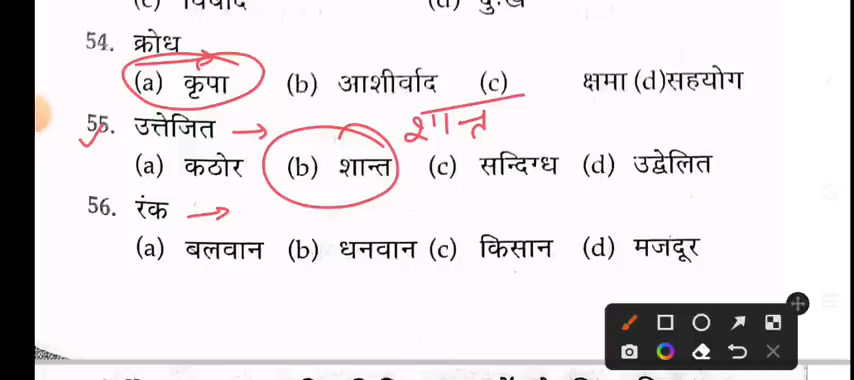 54. क्रोध
(a) कृपा (b) आशीर्वाद (c) क्षमा (d)सहयोग
शान्त
55. उत्तेजित
(a) कठोर (b) शान्त (c) सन्दिग्ध (d) उद्वेलित
56. रंक
(a) बलवान (b) धनवान (c) किसान (d) मजदूर